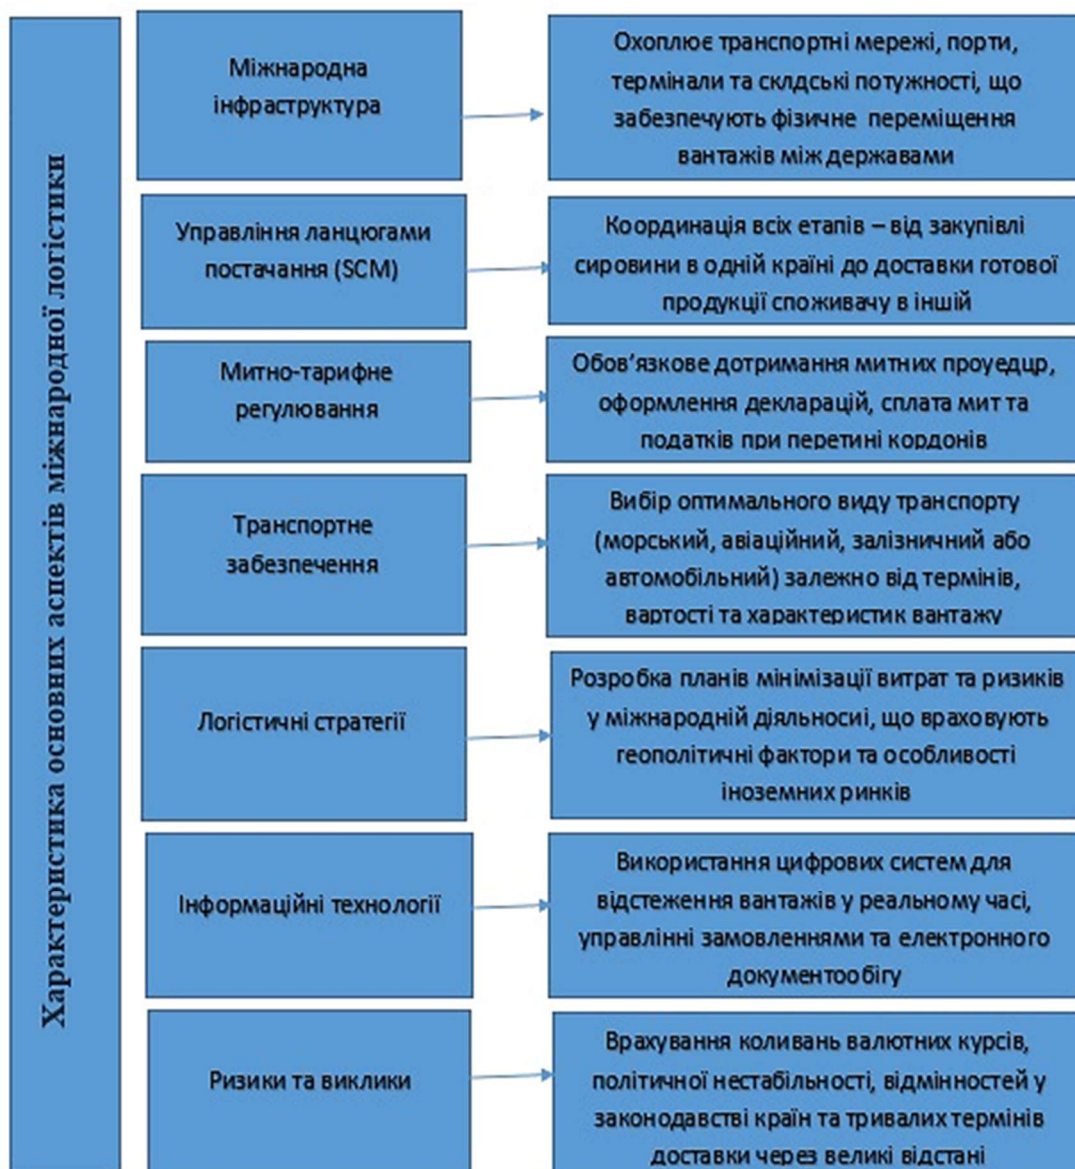 Характеристика основних аспектів міжнародної логістики
Міжнародна
інфраструктура
Охоплює транспортні мережі, порти,
термінали та склдські потужності, що
забезпечують фізичне переміщення
вантажів між державами
Управління ланцюгами
постачання (SCM)
Координація всіх етапів – від закупівлі
сировини в одній країні до доставки готової
продукції споживачу в іншій
Митно-тарифне
регулювання
Обов’язкове дотримання митних проуедцр,
оформлення декларацій, сплата мит та
податків при перетині кордонів
Транспортне
забезпечення
Вибір оптимального виду транспорту
(морський, авіаційний, залізничний або
автомобільний) залежно від термінів,
вартості та характеристик вантажу
Логістичні стратегії
Розробка планів мінімізації витрат та ризиків
у міжнародній діяльносиі, що враховують
геополітичні фактори та особливості
іноземних ринків
Інформаційні технології
Використання цифрових систем для
відстеження вантажів у реальному часі,
управлінні замовленнями та електронного
документообігу
Ризики та виклики
Врахування коливань валютних курсів,
політичної нестабільності, відмінностей у
законодавстві країн та тривалих термінів
доставки через великі відстані